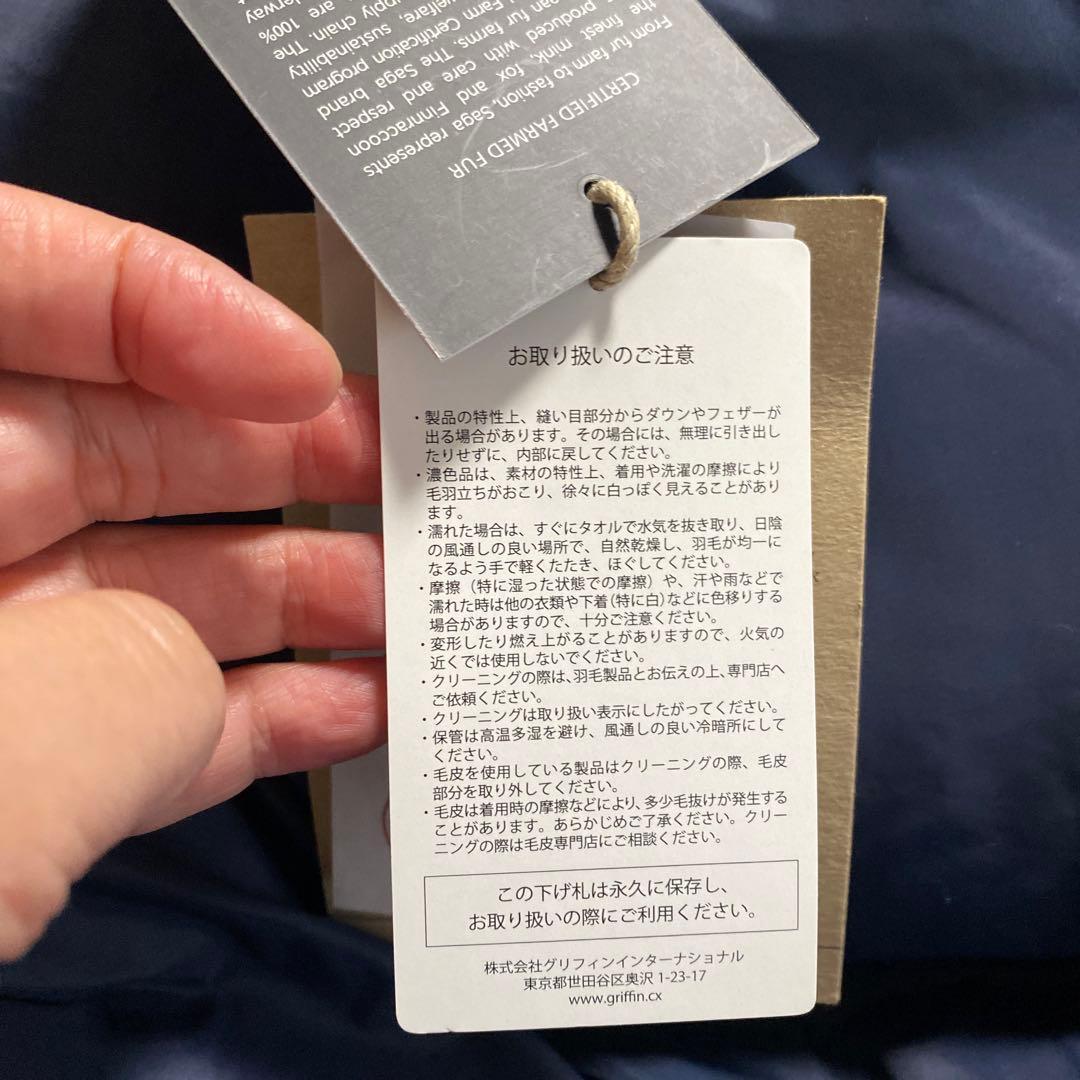 CERTIFIED FARMED FUR
From fur farm to fashion, Saga represents
the finest mink, fox and Finnraccoon
produced with care and respect
fur farms. The Saga brand
Farm Certification program
welfare, sustainability
supply chain. The
are 100%
お取り扱いのご注意
・製品の特性上、縫い目部分からダウンやフェザーが
出る場合があります。その場合には、無理に引き出し
たりせずに、内部に戻してください。
・濃色品は、素材の特性上、着用や洗濯の摩擦により
毛羽立ちがおこり、徐々に白っぽく見えることがあり
ます。
・濡れた場合は、すぐにタオルで水気を抜き取り、日陰
の風通しの良い場所で、自然乾燥し、羽毛が均一に
なるよう手で軽くたたき、ほぐしてください。
・摩擦（特に湿った状態での摩擦）や、汗や雨などで
濡れた時は他の衣類や下着（特に白）などに色移りする
場合がありますので、十分ご注意ください。
・変形したり燃え上がることがありますので、火気の
近くでは使用しないでください。
・クリーニングの際は、羽毛製品とお伝えの上、専門店へ
ご依頼ください。
・クリーニングは取り扱い表示にしたがってください。
・保管は高温多湿を避け、風通しの良い冷暗所にして
ください。
・毛皮を使用している製品はクリーニングの際、毛皮
部分を取り外してください。
・毛皮は着用時の摩擦などにより、多少毛抜けが発生する
ことがあります。あらかじめご了承ください。クリー
ニングの際は毛皮専門店にご相談ください。
この下げ札は永久に保存し、
お取り扱いの際にご利用ください。
株式会社グリフィンインターナショナル
東京都世田谷区奥沢 1-23-17
www.griffin.cx